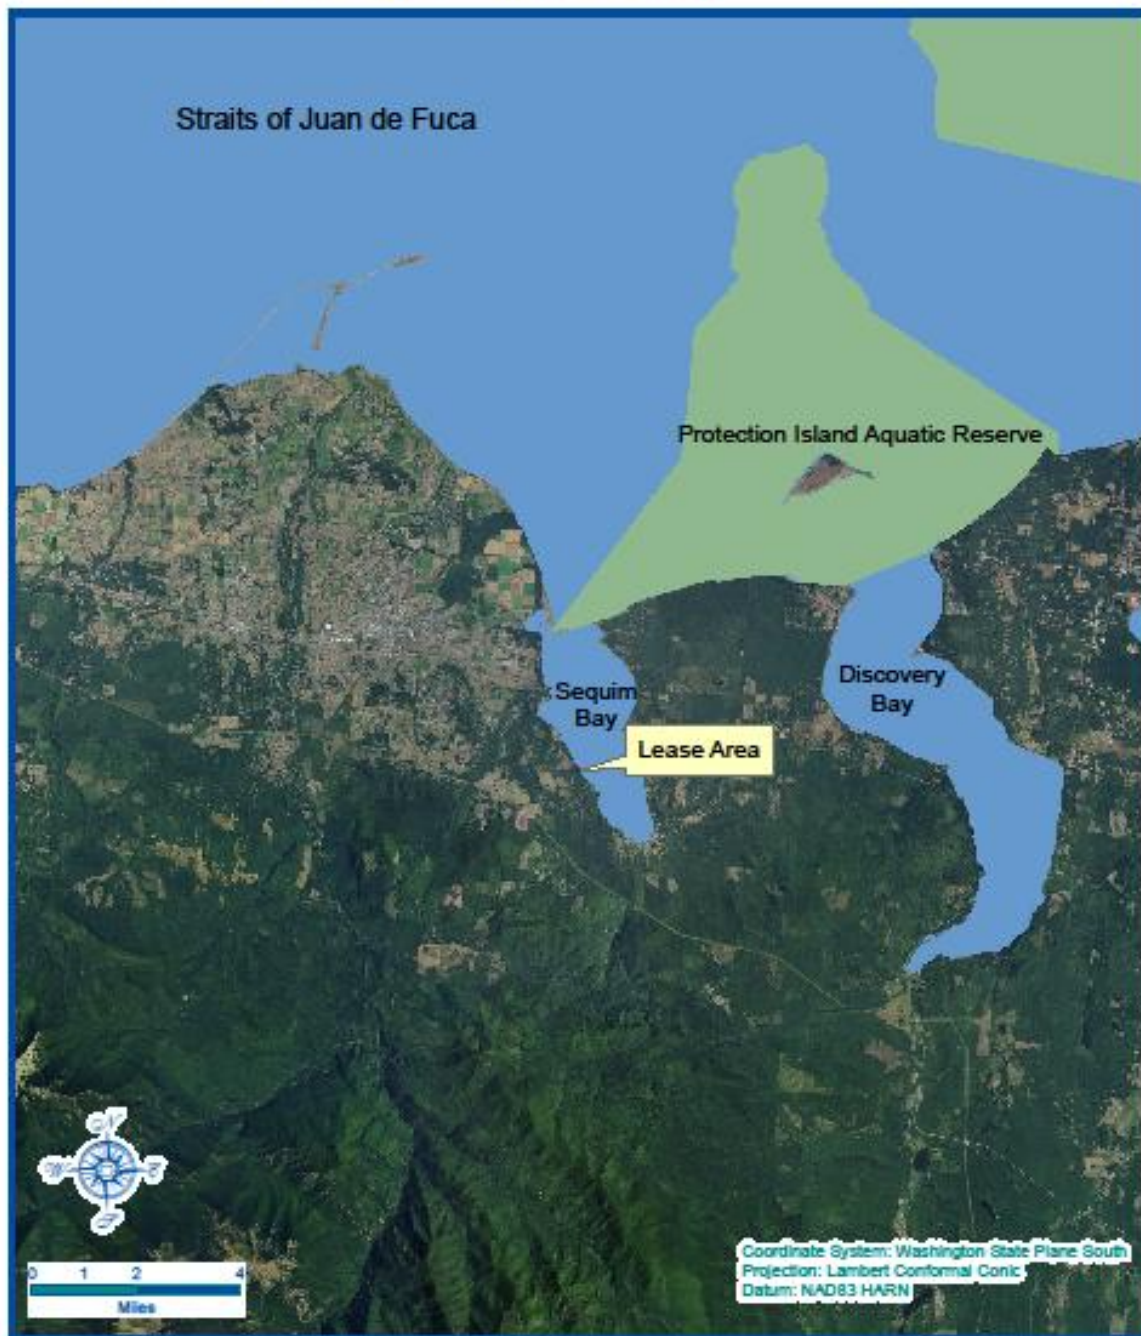 Straits of Juan de Fuca
Protection Island Aquatic Reserve
Sequim
Bay
Discovery
Bay
Lease Area
N
W E
S
0 1 2 4
Miles
Coordinate System: Washington State Plane South
Projection: Lambert Conformal Conic
Datum: NAD83 HARN